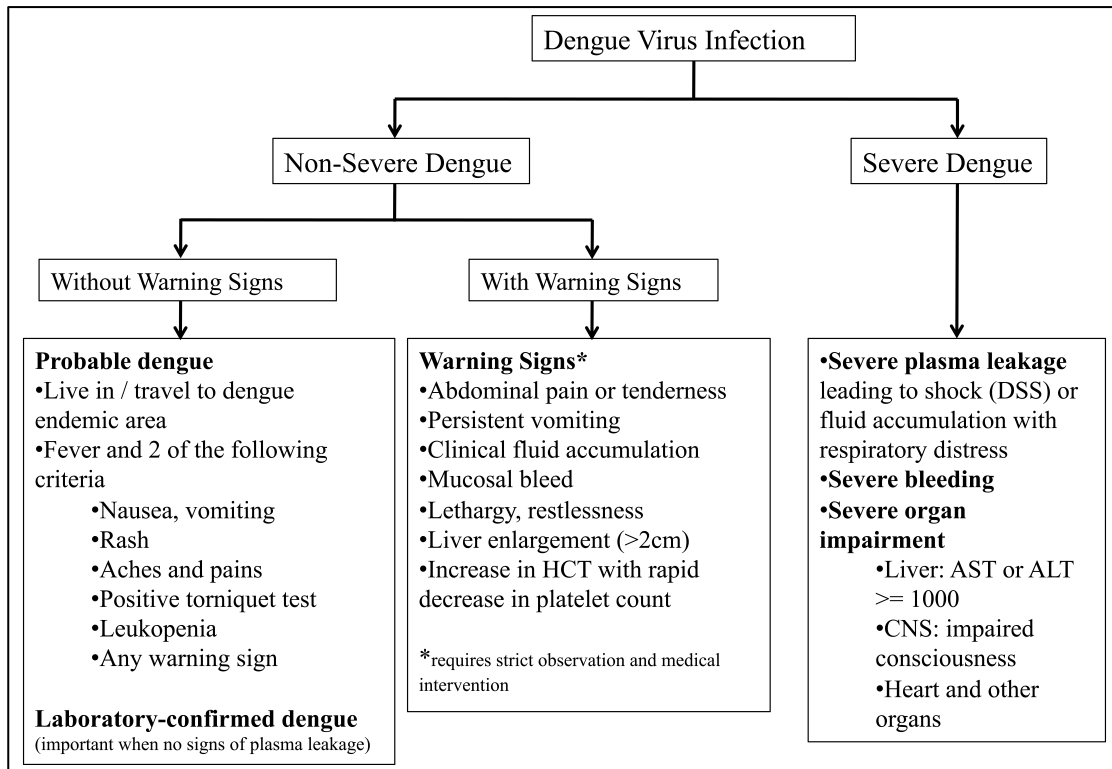 Dengue Virus Infection
Non-Severe Dengue
Severe Dengue
Without Warning Signs
With Warning Signs
Probable dengue
•Live in / travel to dengue
endemic area
•Fever and 2 of the following
criteria
•Nausea, vomiting
•Rash
•Aches and pains
•Positive torniquet test
•Leukopenia
•Any warning sign
Laboratory-confirmed dengue
(important when no signs of plasma leakage)
Warning Signs*
•Abdominal pain or tenderness
•Persistent vomiting
•Clinical fluid accumulation
•Mucosal bleed
•Lethargy, restlessness
•Liver enlargement (>2cm)
•Increase in HCT with rapid
decrease in platelet count
*requires strict observation and medical
intervention
•Severe plasma leakage
leading to shock (DSS) or
fluid accumulation with
respiratory distress
•Severe bleeding
•Severe organ
impairment
•Liver: AST or ALT
>= 1000
•CNS: impaired
consciousness
•Heart and other
organs